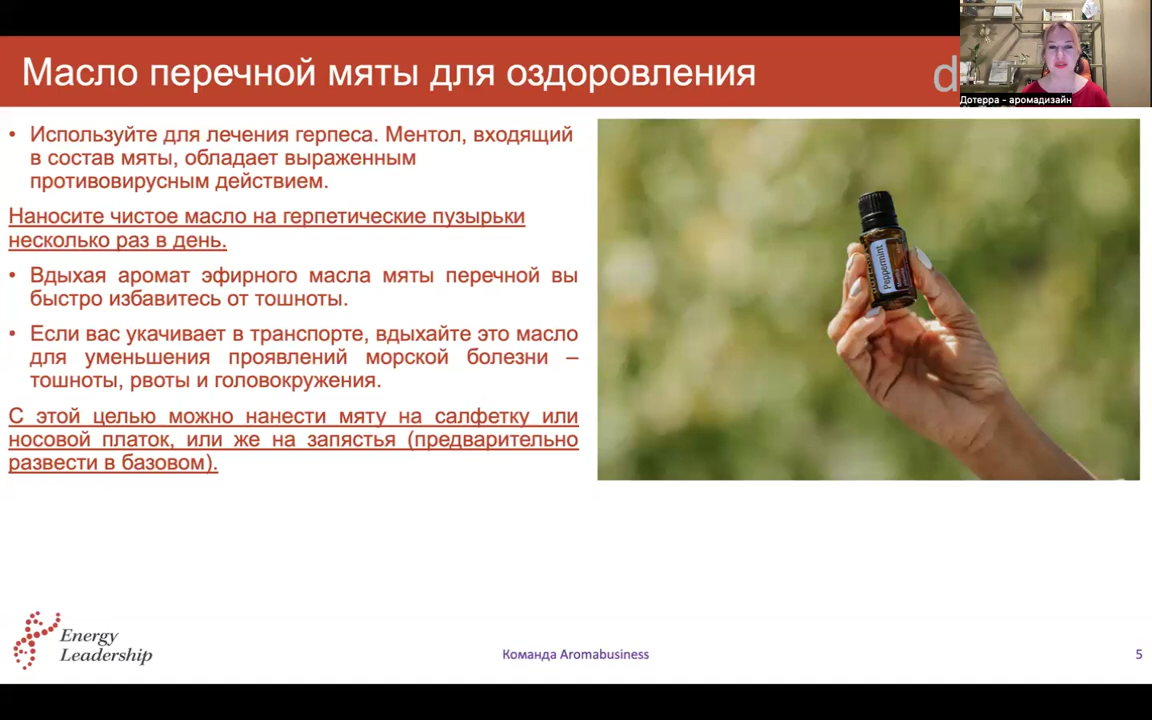 Масло перечной мяты для оздоровления
d
Дотерра - аромадизайн
• Используйте для лечения герпеса. Ментол, входящий
в состав мяты, обладает выраженным
противовирусным действием.
Наносите чистое масло на герпетические пузырьки
несколько раз в день.
• Вдыхая аромат эфирного масла мяты перечной вы
быстро избавитесь от тошноты.
• Если вас укачивает в транспорте, вдыхайте это масло
для уменьшения проявлений морской болезни –
тошноты, рвоты и головокружения.
С этой целью можно нанести мяту на салфетку или
носовой платок, или же на запястья (предварительно
развести в базовом).
Peppermint
Energy
Leadership
Команда Aromabusiness
5